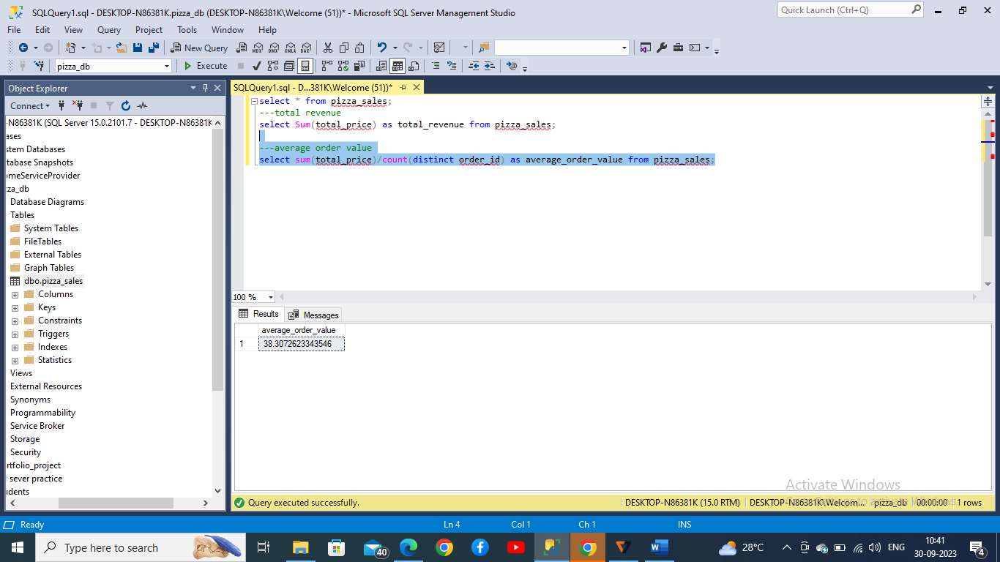 SQLQuery1.sql - DESKTOP-N86381K.pizza_db (DESKTOP-N86381K\Welcome (51))* - Microsoft SQL Server Management Studio
Quick Launch (Ctrl+Q)
File Edit View Query Project Tools Window Help
New Query
MDX DMX XMLA DAX
pizza_db
Execute
Object Explorer
Connect
-N86381K (SQL Server 15.0.2101.7 - DESKTOP-N86381K
ases
stem Databases
tabase Snapshots
omeServiceProvider
za_db
Database Diagrams
Tables
System Tables
FileTables
External Tables
Graph Tables
dbo.pizza_sales
Columns
Keys
Constraints
Triggers
Indexes
Statistics
Views
External Resources
Synonyms
Programmability
Service Broker
Storage
Security
rtfolio_project
sever practice
idents
SQLQuery1.sql - D...381K\Welcome (51))*
select * from pizza_sales;
---total revenue
select Sum(total_price) as total_revenue from pizza_sales;
---average order value
select sum(total_price)/count(distinct order_id) as average_order_value from pizza_sales;
100 %
Results Messages
average_order_value
1 38.3072623343546
Activate Windows
Query executed successfully.
DESKTOP-N86381K (15.0 RTM) DESKTOP-N86381K\Welcom... pizza_db 00:00:00 1 rows
Ready Ln 4 Col 1 Ch 1 INS
Type here to search
40
28°C
ENG
10:41
30-09-2023
4